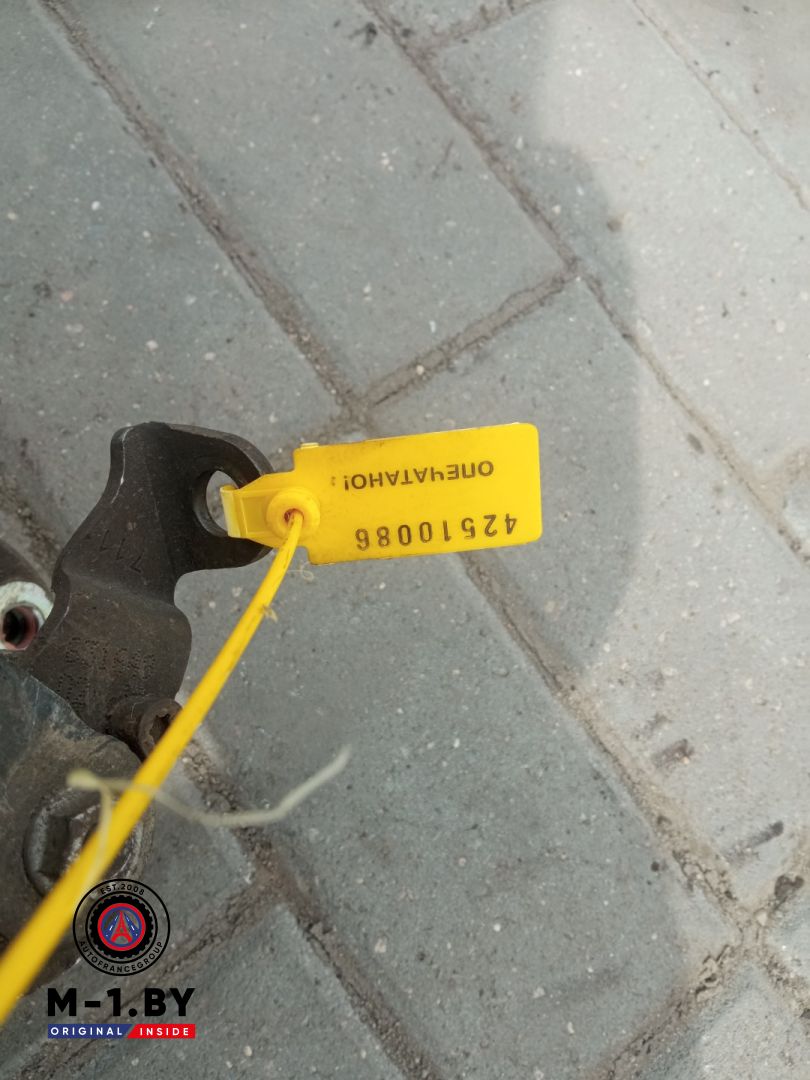 ОПЕЧАТАНО!
42510086
EST.2008
AUTOFRANCEGROUP
M-1.BY
ORIGINAL INSIDE